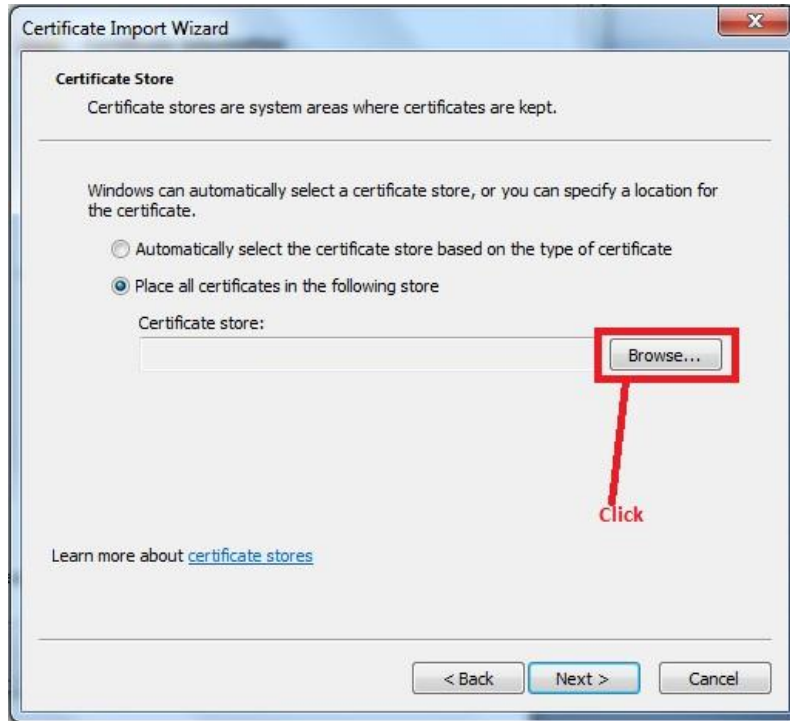 Certificate Import Wizard
Certificate Store
Certificate stores are system areas where certificates are kept.
Windows can automatically select a certificate store, or you can specify a location for
the certificate.
Automatically select the certificate store based on the type of certificate
Place all certificates in the following store
Certificate store:
Browse...
Click
Learn more about certificate stores
< Back Next > Cancel